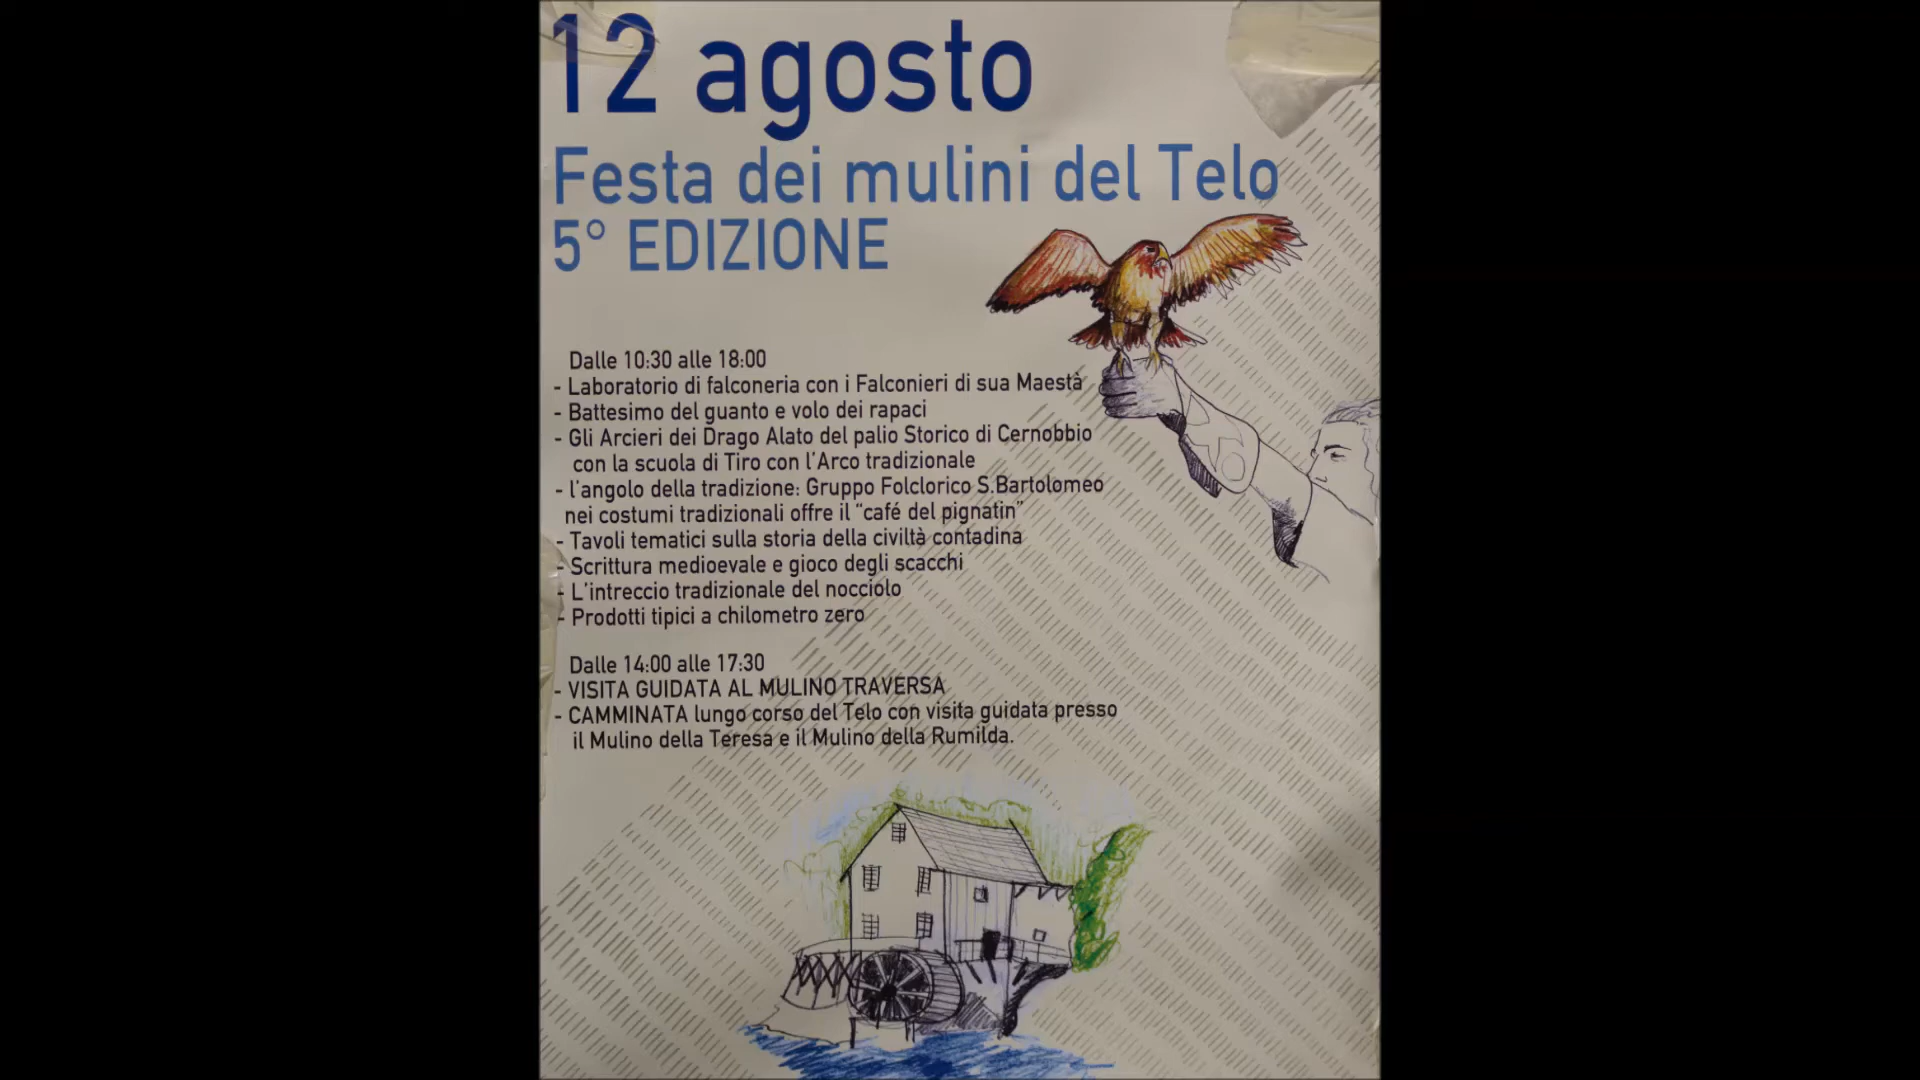 12 agosto
Festa dei mulini del Telo
5° EDIZIONE
Dalle 10:30 alle 18:00
- Laboratorio di falconeria con i Falconieri di sua Maestà
- Battesimo del guanto e volo dei rapaci
- Gli Arcieri dei Drago Alato del palio Storico di Cernobbio
con la scuola di Tiro con l'Arco tradizionale
- l'angolo della tradizione: Gruppo Folclorico S.Bartolomeo
nei costumi tradizionali offre il "café del pignatin"
- Tavoli tematici sulla storia della civiltà contadina
- Scrittura medioevale e gioco degli scacchi
- L'intreccio tradizionale del nocciolo
- Prodotti tipici a chilometro zero
Dalle 14:00 alle 17:30
- VISITA GUIDATA AL MULINO TRAVERSA
- CAMMINATA lungo corso del Telo con visita guidata presso
il Mulino della Teresa e il Mulino della Rumilda.